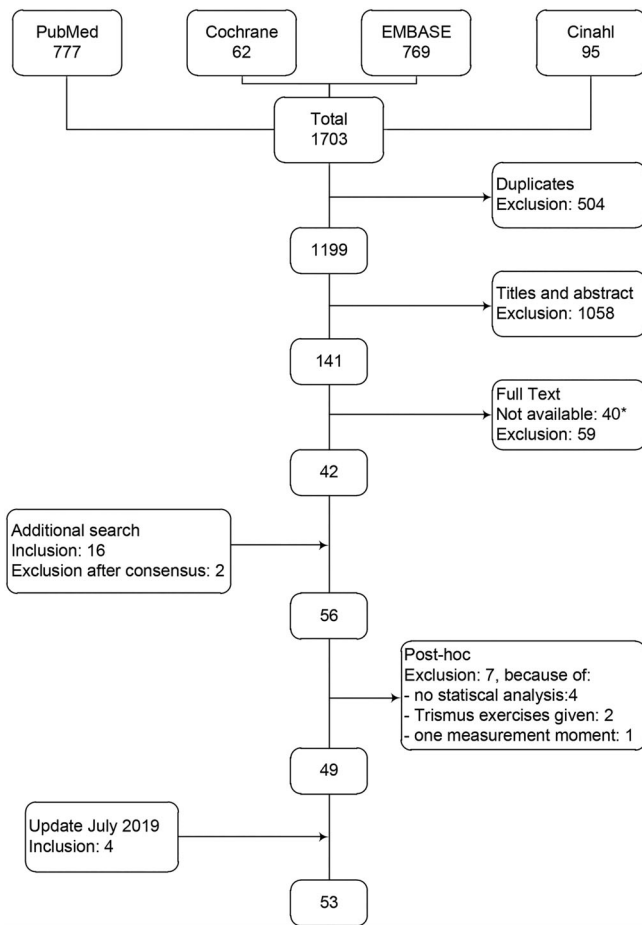 PubMed
777
Cochrane
62
EMBASE
769
Cinahl
95
Total
1703
Duplicates
Exclusion: 504
1199
Titles and abstract
Exclusion: 1058
141
Full Text
Not available: 40*
Exclusion: 59
42
Additional search
Inclusion: 16
Exclusion after consensus: 2
56
Post-hoc
Exclusion: 7, because of:
- no statiscal analysis:4
- Trismus exercises given: 2
- one measurement moment: 1
49
Update July 2019
Inclusion: 4
53